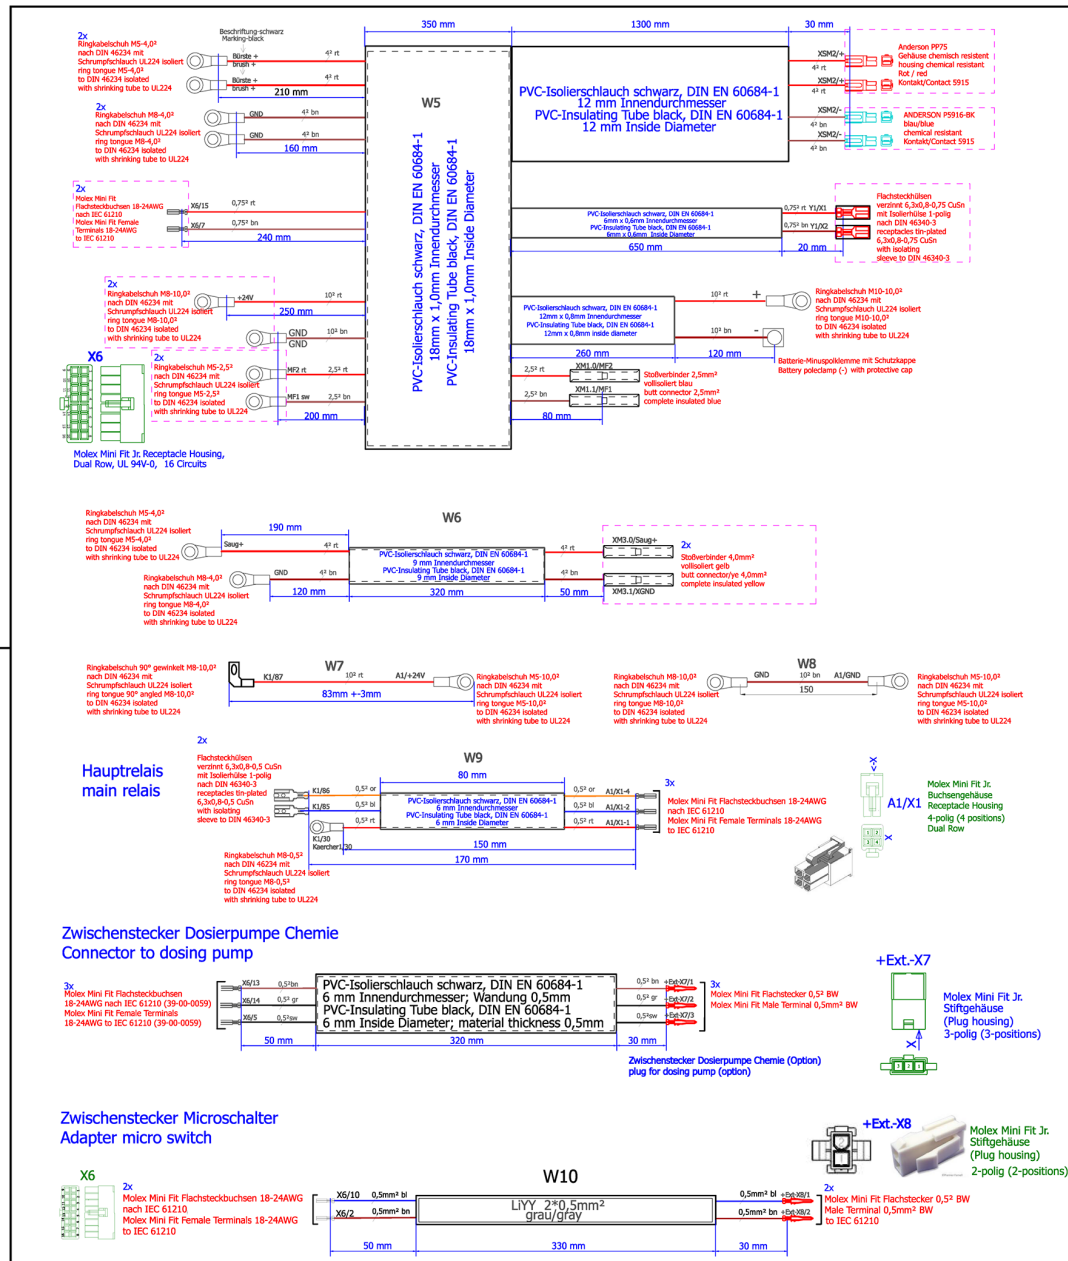 350 mm
1300 mm
30 mm
2x
Ringkabelschuh M5-4,0²
nach DIN 46234 mit
Schrumpfschlauch UL224 isoliert
ring tongue M5-4,0²
to DIN 46234 isolated
with shrinking tube to UL224
Beschriftung-schwarz
Marking-black
Bürste +
brush +
4² rt
Bürste +
brush +
4² rt
210 mm
2x
Ringkabelschuh M8-4,0²
nach DIN 46234 mit
Schrumpfschlauch UL224 isoliert
ring tongue M8-4,0²
to DIN 46234 isolated
with shrinking tube to UL224
GND
4² bn
GND
4² bn
160 mm
W5
PVC-Isolierschlauch schwarz, DIN EN 60684-1
18mm x 1,0mm Innendurchmesser
PVC-Insulating Tube black, DIN EN 60684-1
18mm x 1,0mm Inside Diameter
PVC-Isolierschlauch schwarz, DIN EN 60684-1
12 mm Innendurchmesser
PVC-Insulating Tube black, DIN EN 60684-1
12 mm Inside Diameter
XSM2/+
4² rt
XSM2/+
4² rt
XSM2/-
4² bn
XSM2/-
4² bn
Anderson PP75
Gehäuse chemisch resistent
housing chemical resistant
Rot / red
Kontakt/Contact 5915
ANDERSON P5916-BK
blau/blue
chemical resistant
Kontakt/Contact 5915
2x
Molex Mini Fit
Flachsteckbuchsen 18-24AWG
nach IEC 61210
Molex Mini Fit Female
Terminals 18-24AWG
to IEC 61210
X6/15
0,75² rt
X6/7
0,75² bn
240 mm
PVC-Isolierschlauch schwarz, DIN EN 60684-1
6mm x 0,6mm Innendurchmesser
PVC-Insulating Tube black, DIN EN 60684-1
6mm x 0,6mm Inside Diameter
0,75² rt Y1/X1
0,75² bn Y1/X2
650 mm
20 mm
Flachsteckhülsen
verzinnt 6,3x0,8-0,75 CuSn
mit Isolierhülse 1-polig
nach DIN 46340-3
receptacles tin-plated
6,3x0,8-0,75 CuSn
with isolating
sleeve to DIN 46340-3
2x
Ringkabelschuh M8-10,0²
nach DIN 46234 mit
Schrumpfschlauch UL224 isoliert
ring tongue M8-10,0²
to DIN 46234 isolated
with shrinking tube to UL224
+24V
10² rt
250 mm
GND
GND
10² bn
PVC-Isolierschlauch schwarz, DIN EN 60684-1
12mm x 0,8mm Innendurchmesser
PVC-Insulating Tube black, DIN EN 60684-1
12mm x 0,8mm inside diameter
10² rt
+
10² bn
-
260 mm
120 mm
Ringkabelschuh M10-10,0²
nach DIN 46234 mit
Schrumpfschlauch UL224 isoliert
ring tongue M10-10,0²
to DIN 46234 isolated
with shrinking tube to UL224
Batterie-Minuspolklemme mit Schutzkappe
Battery poleclamp (-) with protective cap
X6
2x
Ringkabelschuh M5-2,5²
nach DIN 46234 mit
Schrumpfschlauch UL224 isoliert
ring tongue M5-2,5²
to DIN 46234 isolated
with shrinking tube to UL224
MF2 rt
2,5² rt
MF1 sw
2,5² bn
200 mm
2,5² rt
XM1.0/MF2
2,5² bn
XM1.1/MF1
80 mm
Stoßverbinder 2,5mm²
vollisoliert blau
butt connector 2,5mm²
complete insulated blue
Molex Mini Fit Jr. Receptacle Housing,
Dual Row, UL 94V-0, 16 Circuits
W6
Ringkabelschuh M5-4,0²
nach DIN 46234 mit
Schrumpfschlauch UL224 isoliert
ring tongue M5-4,0²
to DIN 46234 isolated
with shrinking tube to UL224
190 mm
Saug+
4² rt
Ringkabelschuh M8-4,0²
nach DIN 46234 mit
Schrumpfschlauch UL224 isoliert
ring tongue M8-4,0²
to DIN 46234 isolated
with shrinking tube to UL224
GND
4² bn
120 mm
PVC-Isolierschlauch schwarz, DIN EN 60684-1
9 mm Innendurchmesser
PVC-Insulating Tube black, DIN EN 60684-1
9 mm Inside Diameter
320 mm
4² rt
4² bn
50 mm
XM3.0/Saug+
XM3.1/XGND
2x
Stoßverbinder 4,0mm²
vollisoliert gelb
butt connector/ye 4,0mm²
complete insulated yellow
Ringkabelschuh 90° gewinkelt M8-10,0²
nach DIN 46234 mit
Schrumpfschlauch UL224 isoliert
ring tongue 90° angled M8-10,0²
to DIN 46234 isolated
with shrinking tube to UL224
W7
K1/87
10² rt
A1/+24V
83mm +-3mm
Ringkabelschuh M5-10,0²
nach DIN 46234 mit
Schrumpfschlauch UL224 isoliert
ring tongue M5-10,0²
to DIN 46234 isolated
with shrinking tube to UL224
Ringkabelschuh M8-10,0²
nach DIN 46234 mit
Schrumpfschlauch UL224 isoliert
ring tongue M8-10,0²
to DIN 46234 isolated
with shrinking tube to UL224
W8
GND
10² bn
A1/GND
150
Ringkabelschuh M5-10,0²
nach DIN 46234 mit
Schrumpfschlauch UL224 isoliert
ring tongue M5-10,0²
to DIN 46234 isolated
with shrinking tube to UL224
Hauptrelais
main relais
2x
Flachsteckhülsen
verzinnt 6,3x0,8-0,5 CuSn
mit Isolierhülse 1-polig
nach DIN 46340-3
receptacles tin-plated
6,3x0,8-0,5 CuSn
with isolating
sleeve to DIN 46340-3
W9
80 mm
K1/86
0,5² or
K1/85
0,5² bl
0,5² rt
K1/30
Kaercher1/30
PVC-Isolierschlauch schwarz, DIN EN 60684-1
6 mm Innendurchmesser
PVC-Insulating Tube black, DIN EN 60684-1
6 mm Inside Diameter
0,5² or
A1/X1-4
0,5² bl
A1/X1-2
0,5² rt
A1/X1-1
150 mm
170 mm
3x
Molex Mini Fit Flachsteckbuchsen 18-24AWG
nach IEC 61210
Molex Mini Fit Female Terminals 18-24AWG
to IEC 61210
Ringkabelschuh M8-0,5²
nach DIN 46234 mit
Schrumpfschlauch UL224 isoliert
ring tongue M8-0,5²
to DIN 46234 isolated
with shrinking tube to UL224
<-X
A1/X1
X
1 2
3 4
Molex Mini Fit Jr.
Buchsengehäuse
Receptacle Housing
4-polig (4 positions)
Dual Row
Zwischenstecker Dosierpumpe Chemie
Connector to dosing pump
3x
Molex Mini Fit Flachsteckbuchsen
18-24AWG nach IEC 61210 (39-00-0059)
Molex Mini Fit Female Terminals
18-24AWG to IEC 61210 (39-00-0059)
X6/13
0,5²bn
X6/14
0,5² gr
X6/5
0,5²sw
50 mm
PVC-Isolierschlauch schwarz, DIN EN 60684-1
6 mm Innendurchmesser; Wandung 0,5mm
PVC-Insulating Tube black, DIN EN 60684-1
6 mm Inside Diameter; material thickness 0,5mm
320 mm
0,5² bn
+Ext-X7/1
0,5² gr
+Ext-X7/2
0,5²sw
+Ext-X7/3
30 mm
3x
Molex Mini Fit Flachstecker 0,5² BW
Molex Mini Fit Male Terminal 0,5mm² BW
Zwischenstecker Dosierpumpe Chemie (Option)
plug for dosing pump (option)
+Ext.-X7
X
3 2 1
Molex Mini Fit Jr.
Stiftgehäuse
(Plug housing)
3-polig (3-positions)
Zwischenstecker Microschalter
Adapter micro switch
X6
2x
Molex Mini Fit Flachsteckbuchsen 18-24AWG
nach IEC 61210
Molex Mini Fit Female Terminals 18-24AWG
to IEC 61210
W10
X6/10
0,5mm² bl
X6/2
0,5mm² bn
LiYY 2*0,5mm²
grau/gray
0,5mm² bl
+Ext-X8/1
0,5mm² bn
+Ext-X8/2
50 mm
330 mm
30 mm
2x
Molex Mini Fit Flachstecker 0,5² BW
Male Terminal 0,5mm² BW
to IEC 61210
2
1
+Ext.-X8
Molex Mini Fit Jr.
Stiftgehäuse
(Plug housing)
2-polig (2-positions)